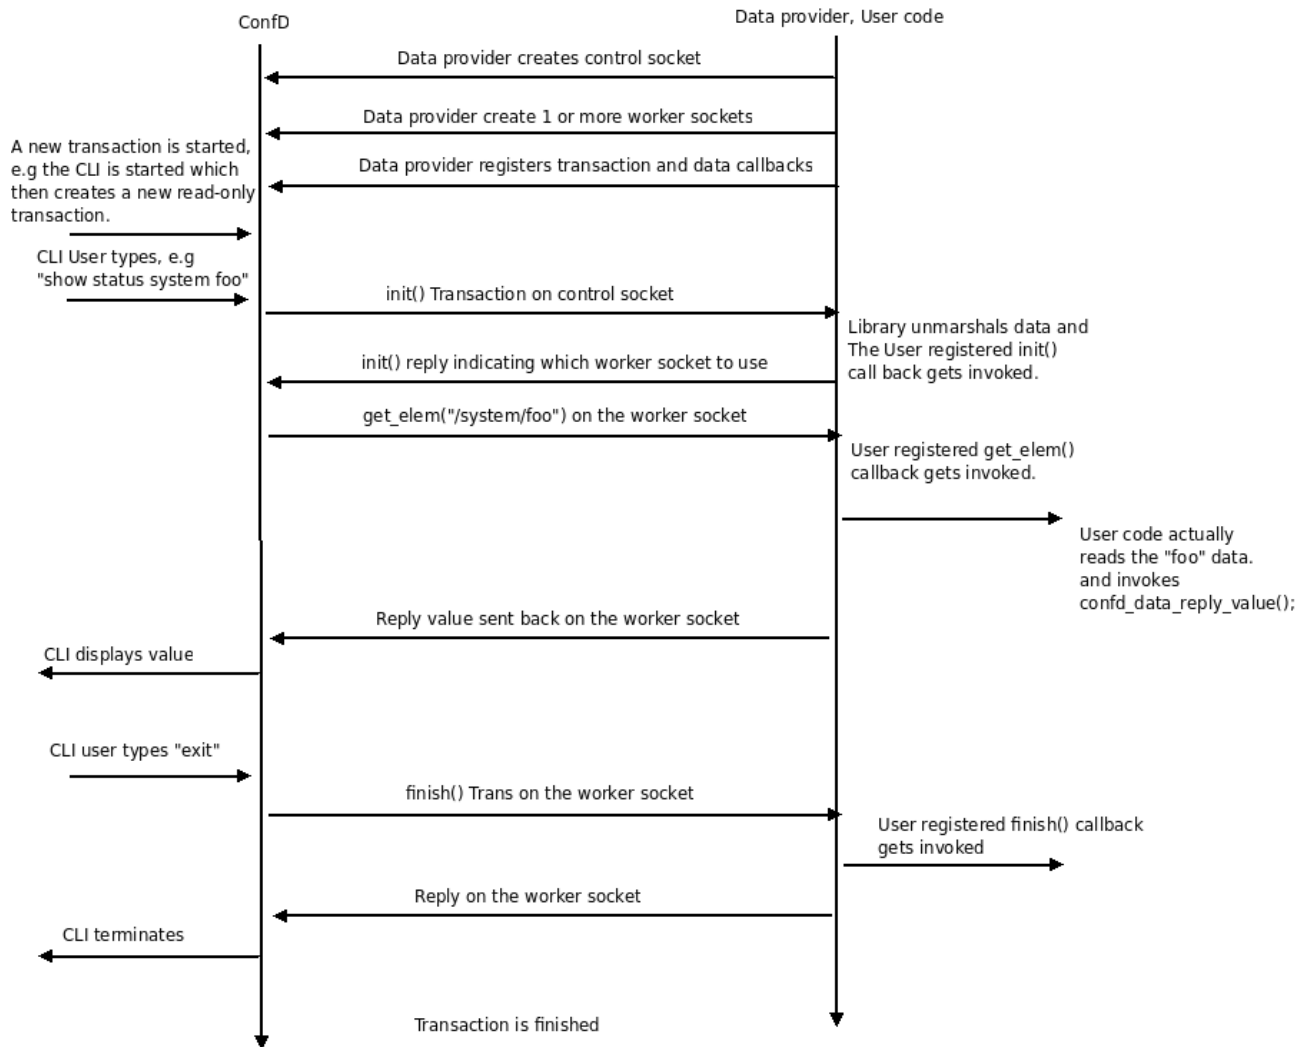 ConfD
Data provider, User code
Data provider creates control socket
Data provider create 1 or more worker sockets
A new transaction is started,
e.g the CLI is started which
then creates a new read-only
transaction.
Data provider registers transaction and data callbacks
CLI User types, e.g
"show status system foo"
init() Transaction on control socket
Library unmarshals data and
The User registered init()
call back gets invoked.
init() reply indicating which worker socket to use
get_elem("/system/foo") on the worker socket
User registered get_elem()
callback gets invoked.
User code actually
reads the "foo" data.
and invokes
confd_data_reply_value();
Reply value sent back on the worker socket
CLI displays value
CLI user types "exit"
finish() Trans on the worker socket
User registered finish() callback
gets invoked
Reply on the worker socket
CLI terminates
Transaction is finished